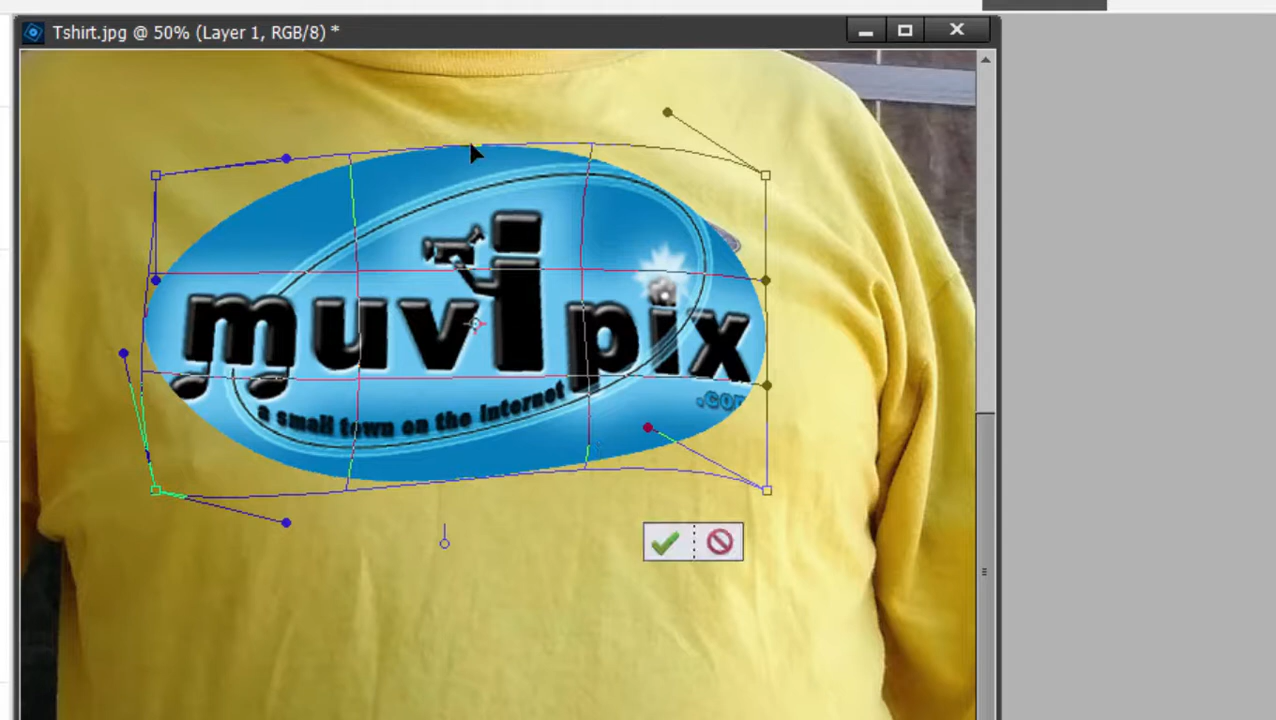 Tshirt.jpg @ 50% (Layer 1, RGB/8) *
muvipix
.com
a small town on the internet